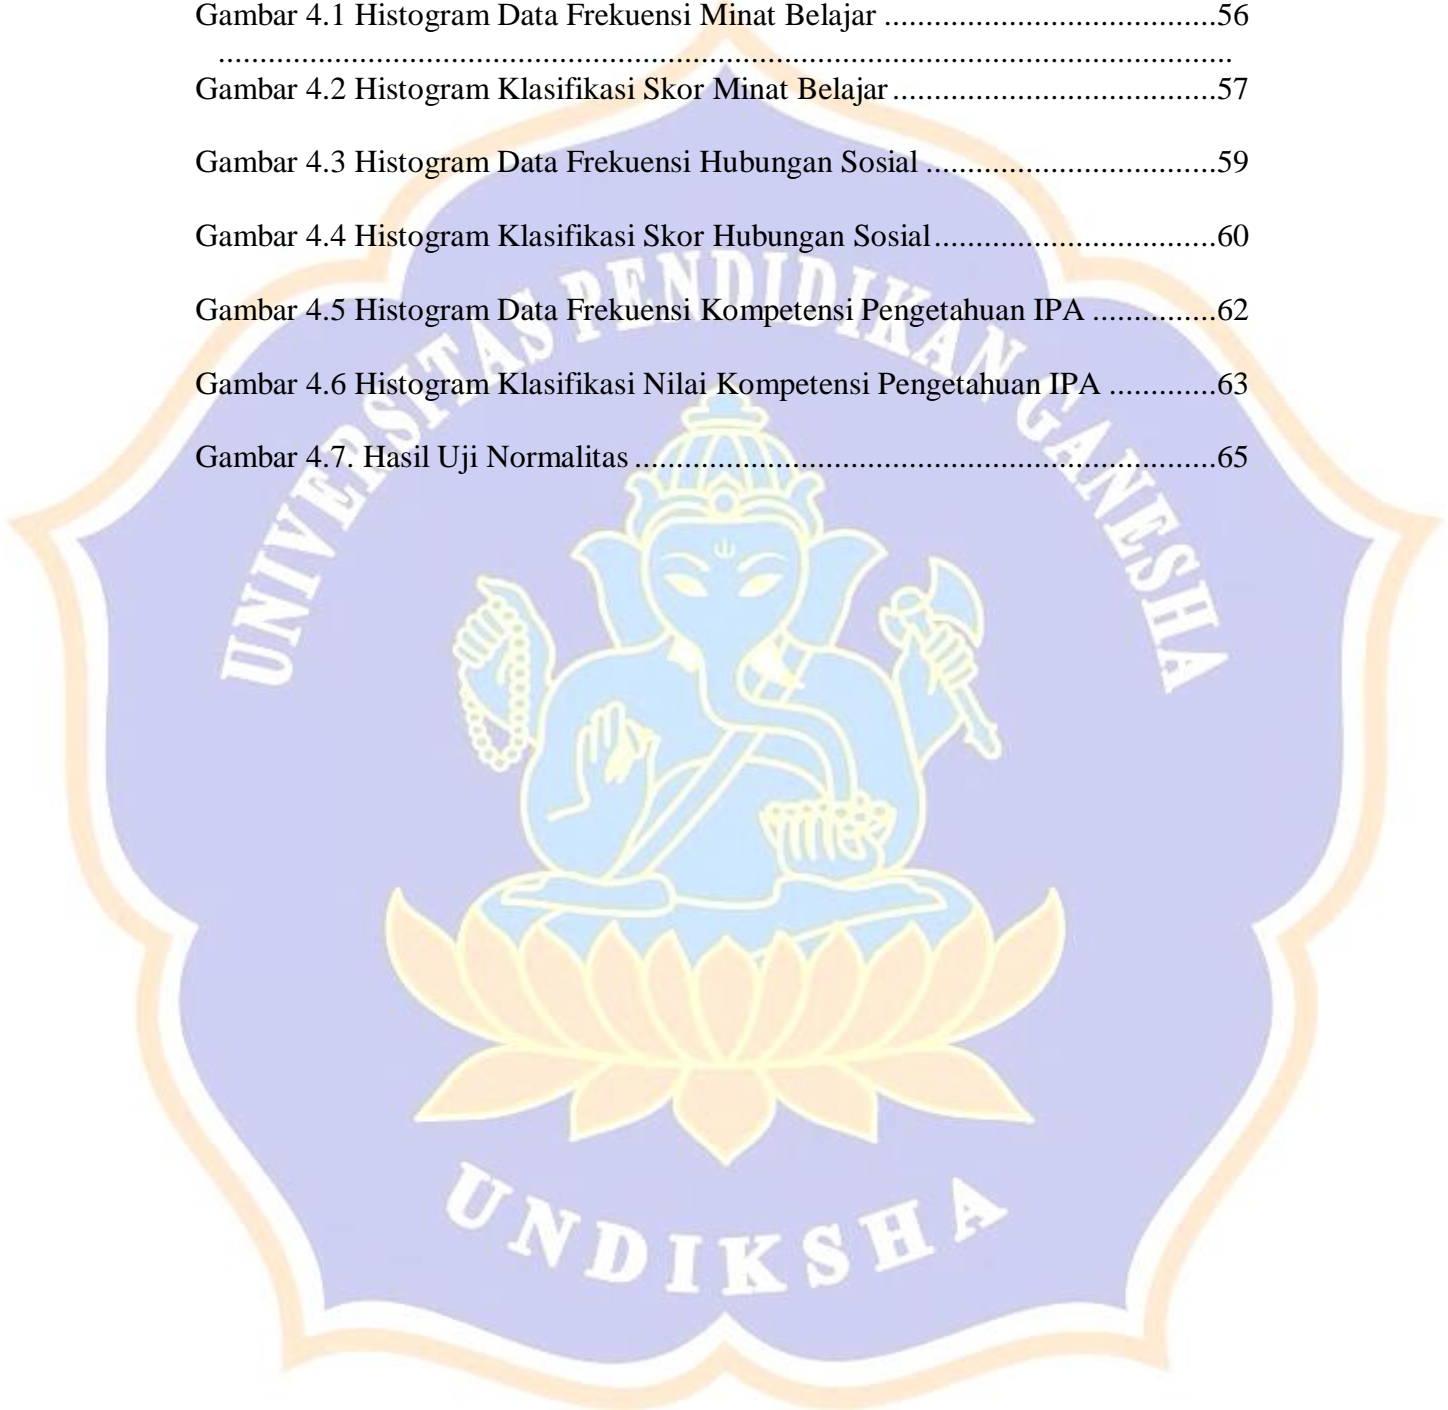 Gambar 4.1 Histogram Data Frekuensi Minat Belajar ........................................56
...........................................................................................................................
Gambar 4.2 Histogram Klasifikasi Skor Minat Belajar.......................................57
Gambar 4.3 Histogram Data Frekuensi Hubungan Sosial ...................................59
Gambar 4.4 Histogram Klasifikasi Skor Hubungan Sosial..................................60
Gambar 4.5 Histogram Data Frekuensi Kompetensi Pengetahuan IPA ...............62
Gambar 4.6 Histogram Klasifikasi Nilai Kompetensi Pengetahuan IPA .............63
Gambar 4.7. Hasil Uji Normalitas......................................................................65
UNIVERSITAS PENDIDIKAN GANESHA
UNDIKSHA